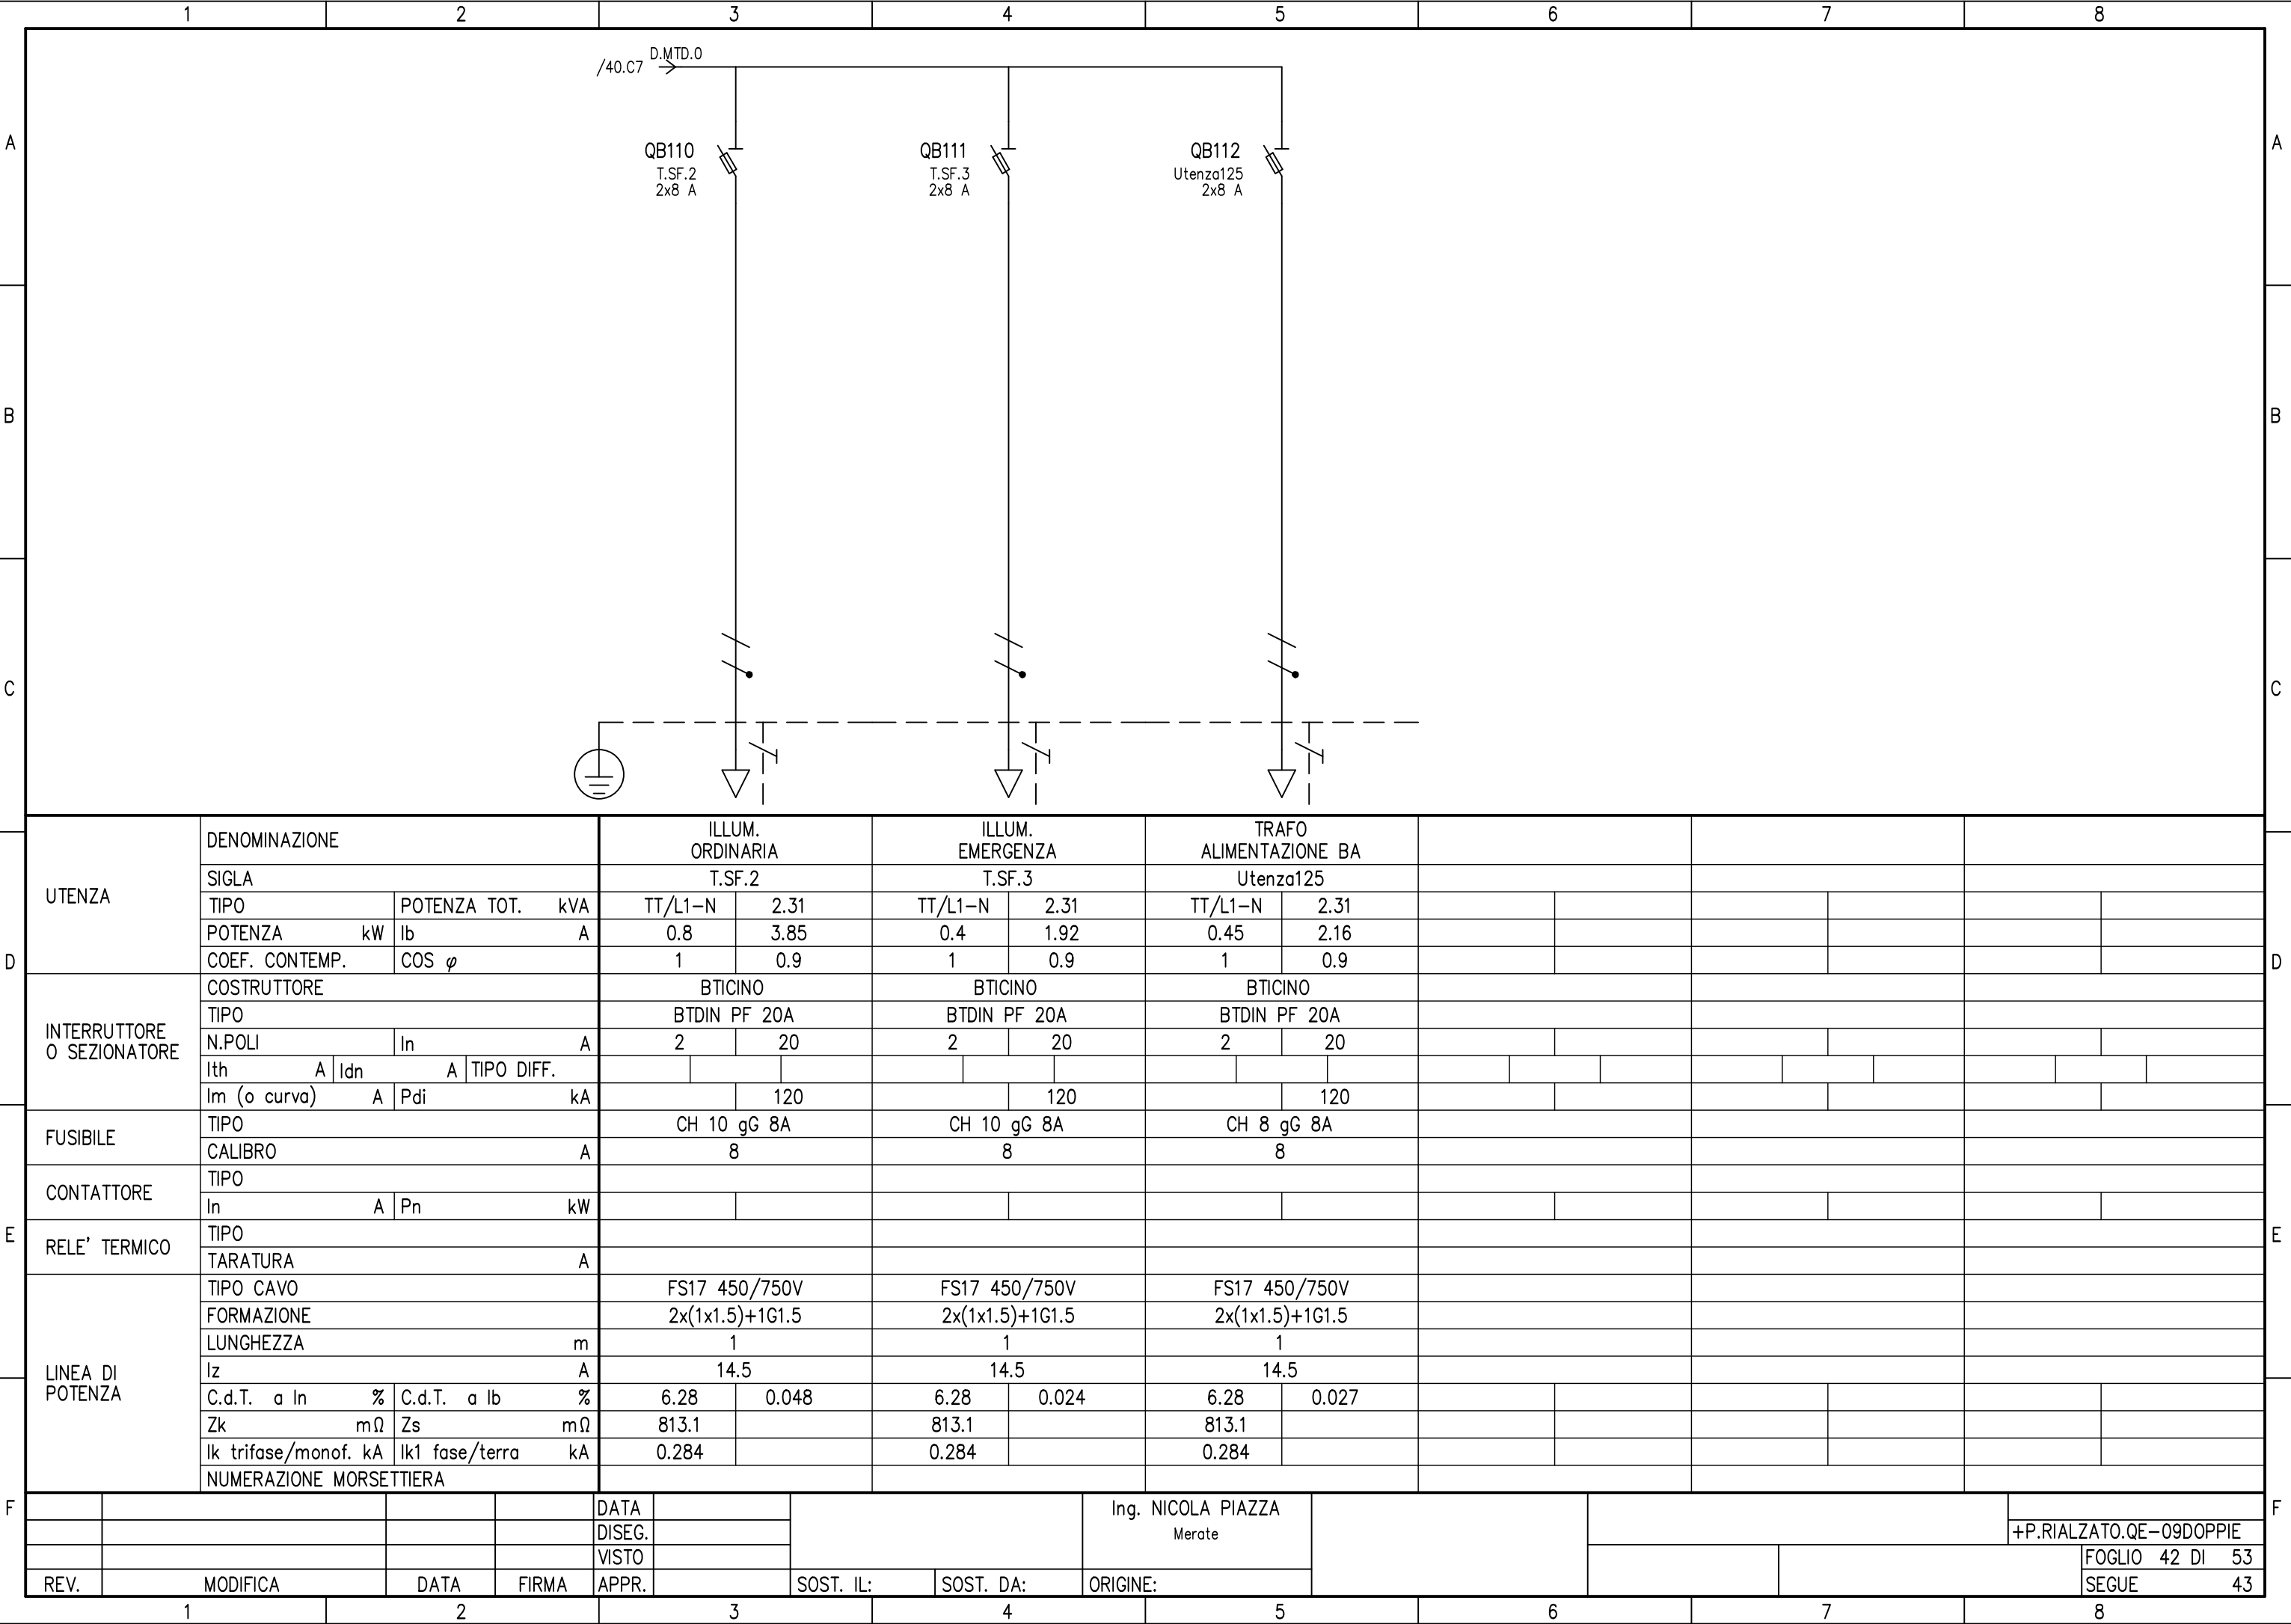 1 2 3 4 5 6 7 8
D.MTD.0
/40.C7
A A
QB110 QB111 QB112
T.SF.2 T.SF.3 Utenza125
2x8 A 2x8 A 2x8 A
B B
C C
UTENZA
DENOMINAZIONE ILLUM. ORDINARIA ILLUM. EMERGENZA TRAFO ALIMENTAZIONE BA
SIGLA T.SF.2 T.SF.3 Utenza125
TIPO POTENZA TOT. kVA TT/L1-N 2.31 TT/L1-N 2.31 TT/L1-N 2.31
POTENZA kW Ib A 0.8 3.85 0.4 1.92 0.45 2.16
D COEF. CONTEMP. COS φ 1 0.9 1 0.9 1 0.9 D
INTERRUTTORE
O SEZIONATORE
COSTRUTTORE BTICINO BTICINO BTICINO
TIPO BTDIN PF 20A BTDIN PF 20A BTDIN PF 20A
N.POLI In A 2 20 2 20 2 20
Ith A Idn A TIPO DIFF.
Im (o curva) A Pdi kA 120 120 120
FUSIBILE
TIPO CH 10 gG 8A CH 10 gG 8A CH 8 gG 8A
CALIBRO A 8 8 8
CONTATTORE
TIPO
In A Pn kW
E E
RELE' TERMICO
TIPO
TARATURA A
LINEA DI
POTENZA
TIPO CAVO FS17 450/750V FS17 450/750V FS17 450/750V
FORMAZIONE 2x(1x1.5)+1G1.5 2x(1x1.5)+1G1.5 2x(1x1.5)+1G1.5
LUNGHEZZA m 1 1 1
Iz A 14.5 14.5 14.5
C.d.T. a In % C.d.T. a Ib % 6.28 0.048 6.28 0.024 6.28 0.027
Zk mΩ Zs mΩ 813.1 813.1 813.1
Ik trifase/monof. kA Ik1 fase/terra kA 0.284 0.284 0.284
NUMERAZIONE MORSETTIERA
F DATA Ing. NICOLA PIAZZA F
DISEG. Merate +P.RIALZATO.QE-09DOPPIE
VISTO FOGLIO 42 DI 53
REV. MODIFICA DATA FIRMA APPR. SOST. IL: SOST. DA: ORIGINE: SEGUE 43
1 2 3 4 5 6 7 8